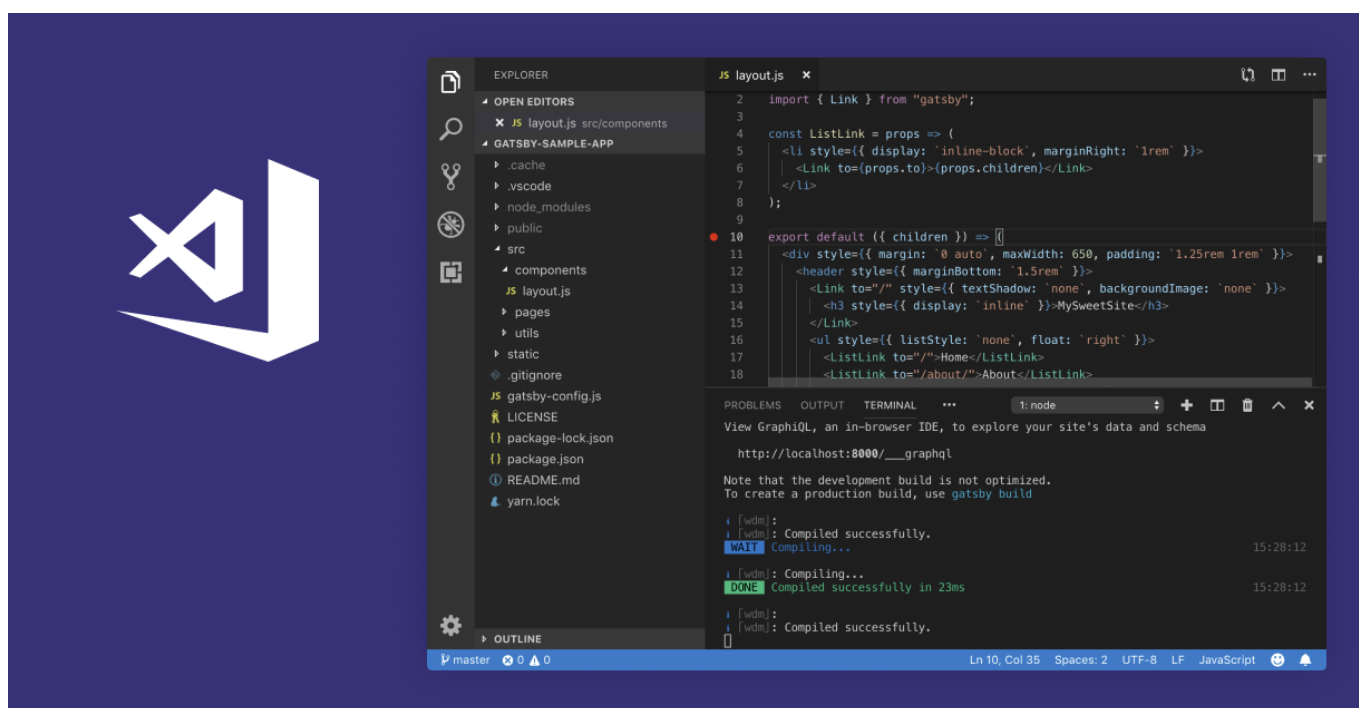 EXPLORER
OPEN EDITORS
JS layout.js src/components
GATSBY-SAMPLE-APP
.cache
.vscode
node_modules
public
src
components
JS layout.js
pages
utils
static
.gitignore
JS gatsby-config.js
LICENSE
{} package-lock.json
{} package.json
README.md
yarn.lock
OUTLINE
JS layout.js
2 import { Link } from "gatsby";
3
4 const ListLink = props => (
5 <li style={{ display: `inline-block`, marginRight: `1rem` }}>
6 <Link to={props.to}>{props.children}</Link>
7 </li>
8 );
9
10 export default ({ children }) => (
11 <div style={{ margin: `0 auto`, maxWidth: 650, padding: `1.25rem 1rem` }}>
12 <header style={{ marginBottom: `1.5rem` }}>
13 <Link to="/" style={{ textShadow: `none`, backgroundImage: `none` }}>
14 <h3 style={{ display: `inline` }}>MySweetSite</h3>
15 </Link>
16 <ul style={{ listStyle: `none`, float: `right` }}>
17 <ListLink to="/">Home</ListLink>
18 <ListLink to="/about/">About</ListLink>
PROBLEMS OUTPUT TERMINAL ••• 1: node
View GraphiQL, an in-browser IDE, to explore your site's data and schema
http://localhost:8000/___graphql
Note that the development build is not optimized.
To create a production build, use gatsby build
i ｢wdm｣:
i ｢wdm｣: Compiled successfully.
WAIT Compiling... 15:28:12
i ｢wdm｣: Compiling...
DONE Compiled successfully in 23ms 15:28:12
i ｢wdm｣:
i ｢wdm｣: Compiled successfully.
master 0 0 Ln 10, Col 35 Spaces: 2 UTF-8 LF JavaScript